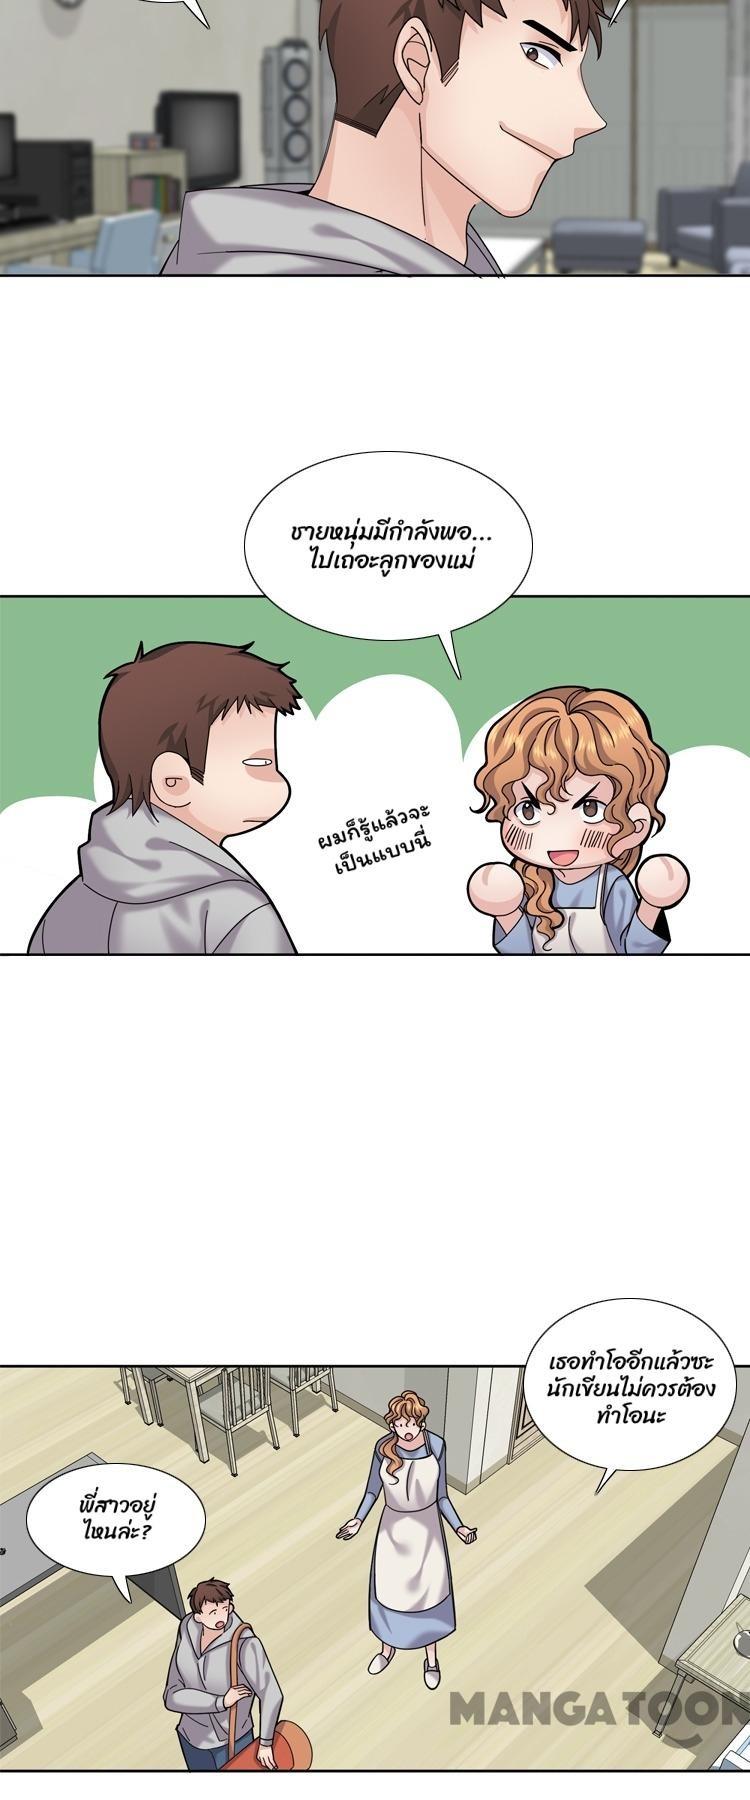 ชายหนุ่มมีกำลังพอ...
ไปเถอะลูกของแม่
ผมก็รู้แล้วจะ
เป็นแบบนี่
เธอทำโออีกแล้วซะ
นักเขียนไม่ควรต้อง
ทำโอนะ
พี่สาวอยู่
ไหนล่ะ?
MANGATOON